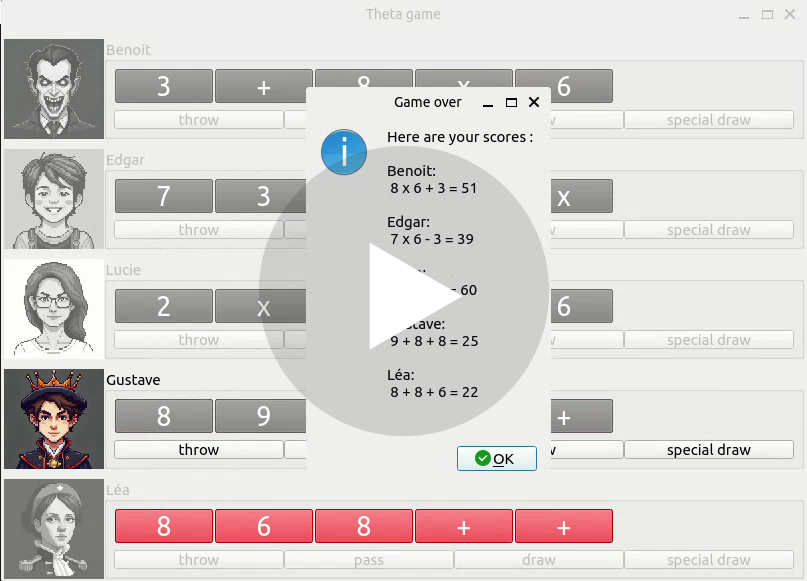 Theta game
Benoit
3 + 8 x 6
throw
special draw
Game over
Here are your scores :
Benoit:
8 x 6 + 3 = 51
Edgar:
7 x 6 - 3 = 39
= 60
9 + 8 + 8 = 25
Léa:
8 + 8 + 6 = 22
OK
Edgar
7 3 x
throw
special draw
Lucie
2 x 6
throw
special draw
Gustave
8 9 +
throw
special draw
Léa
8 6 8 + +
throw pass draw special draw